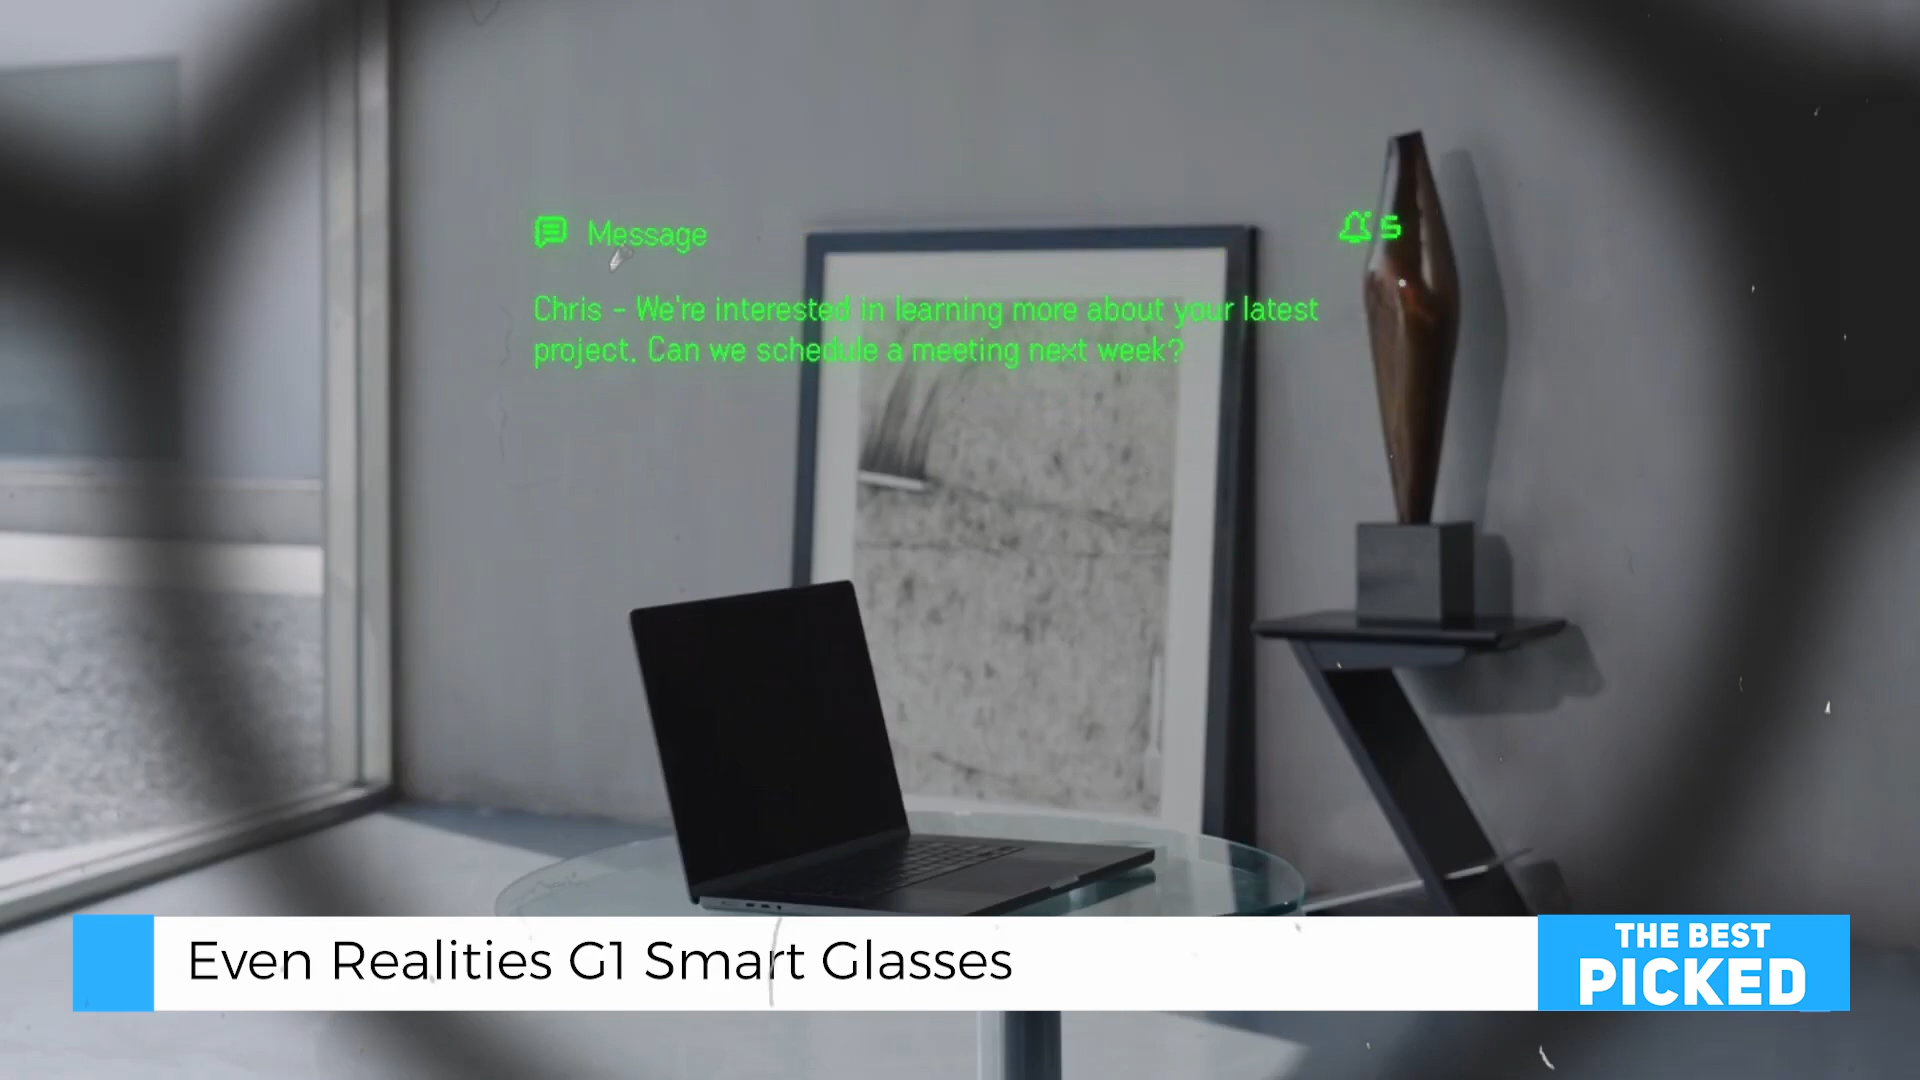 Message
5
Chris - We're interested in learning more about your latest
project. Can we schedule a meeting next week?
Even Realities G1 Smart Glasses
THE BEST
PICKED